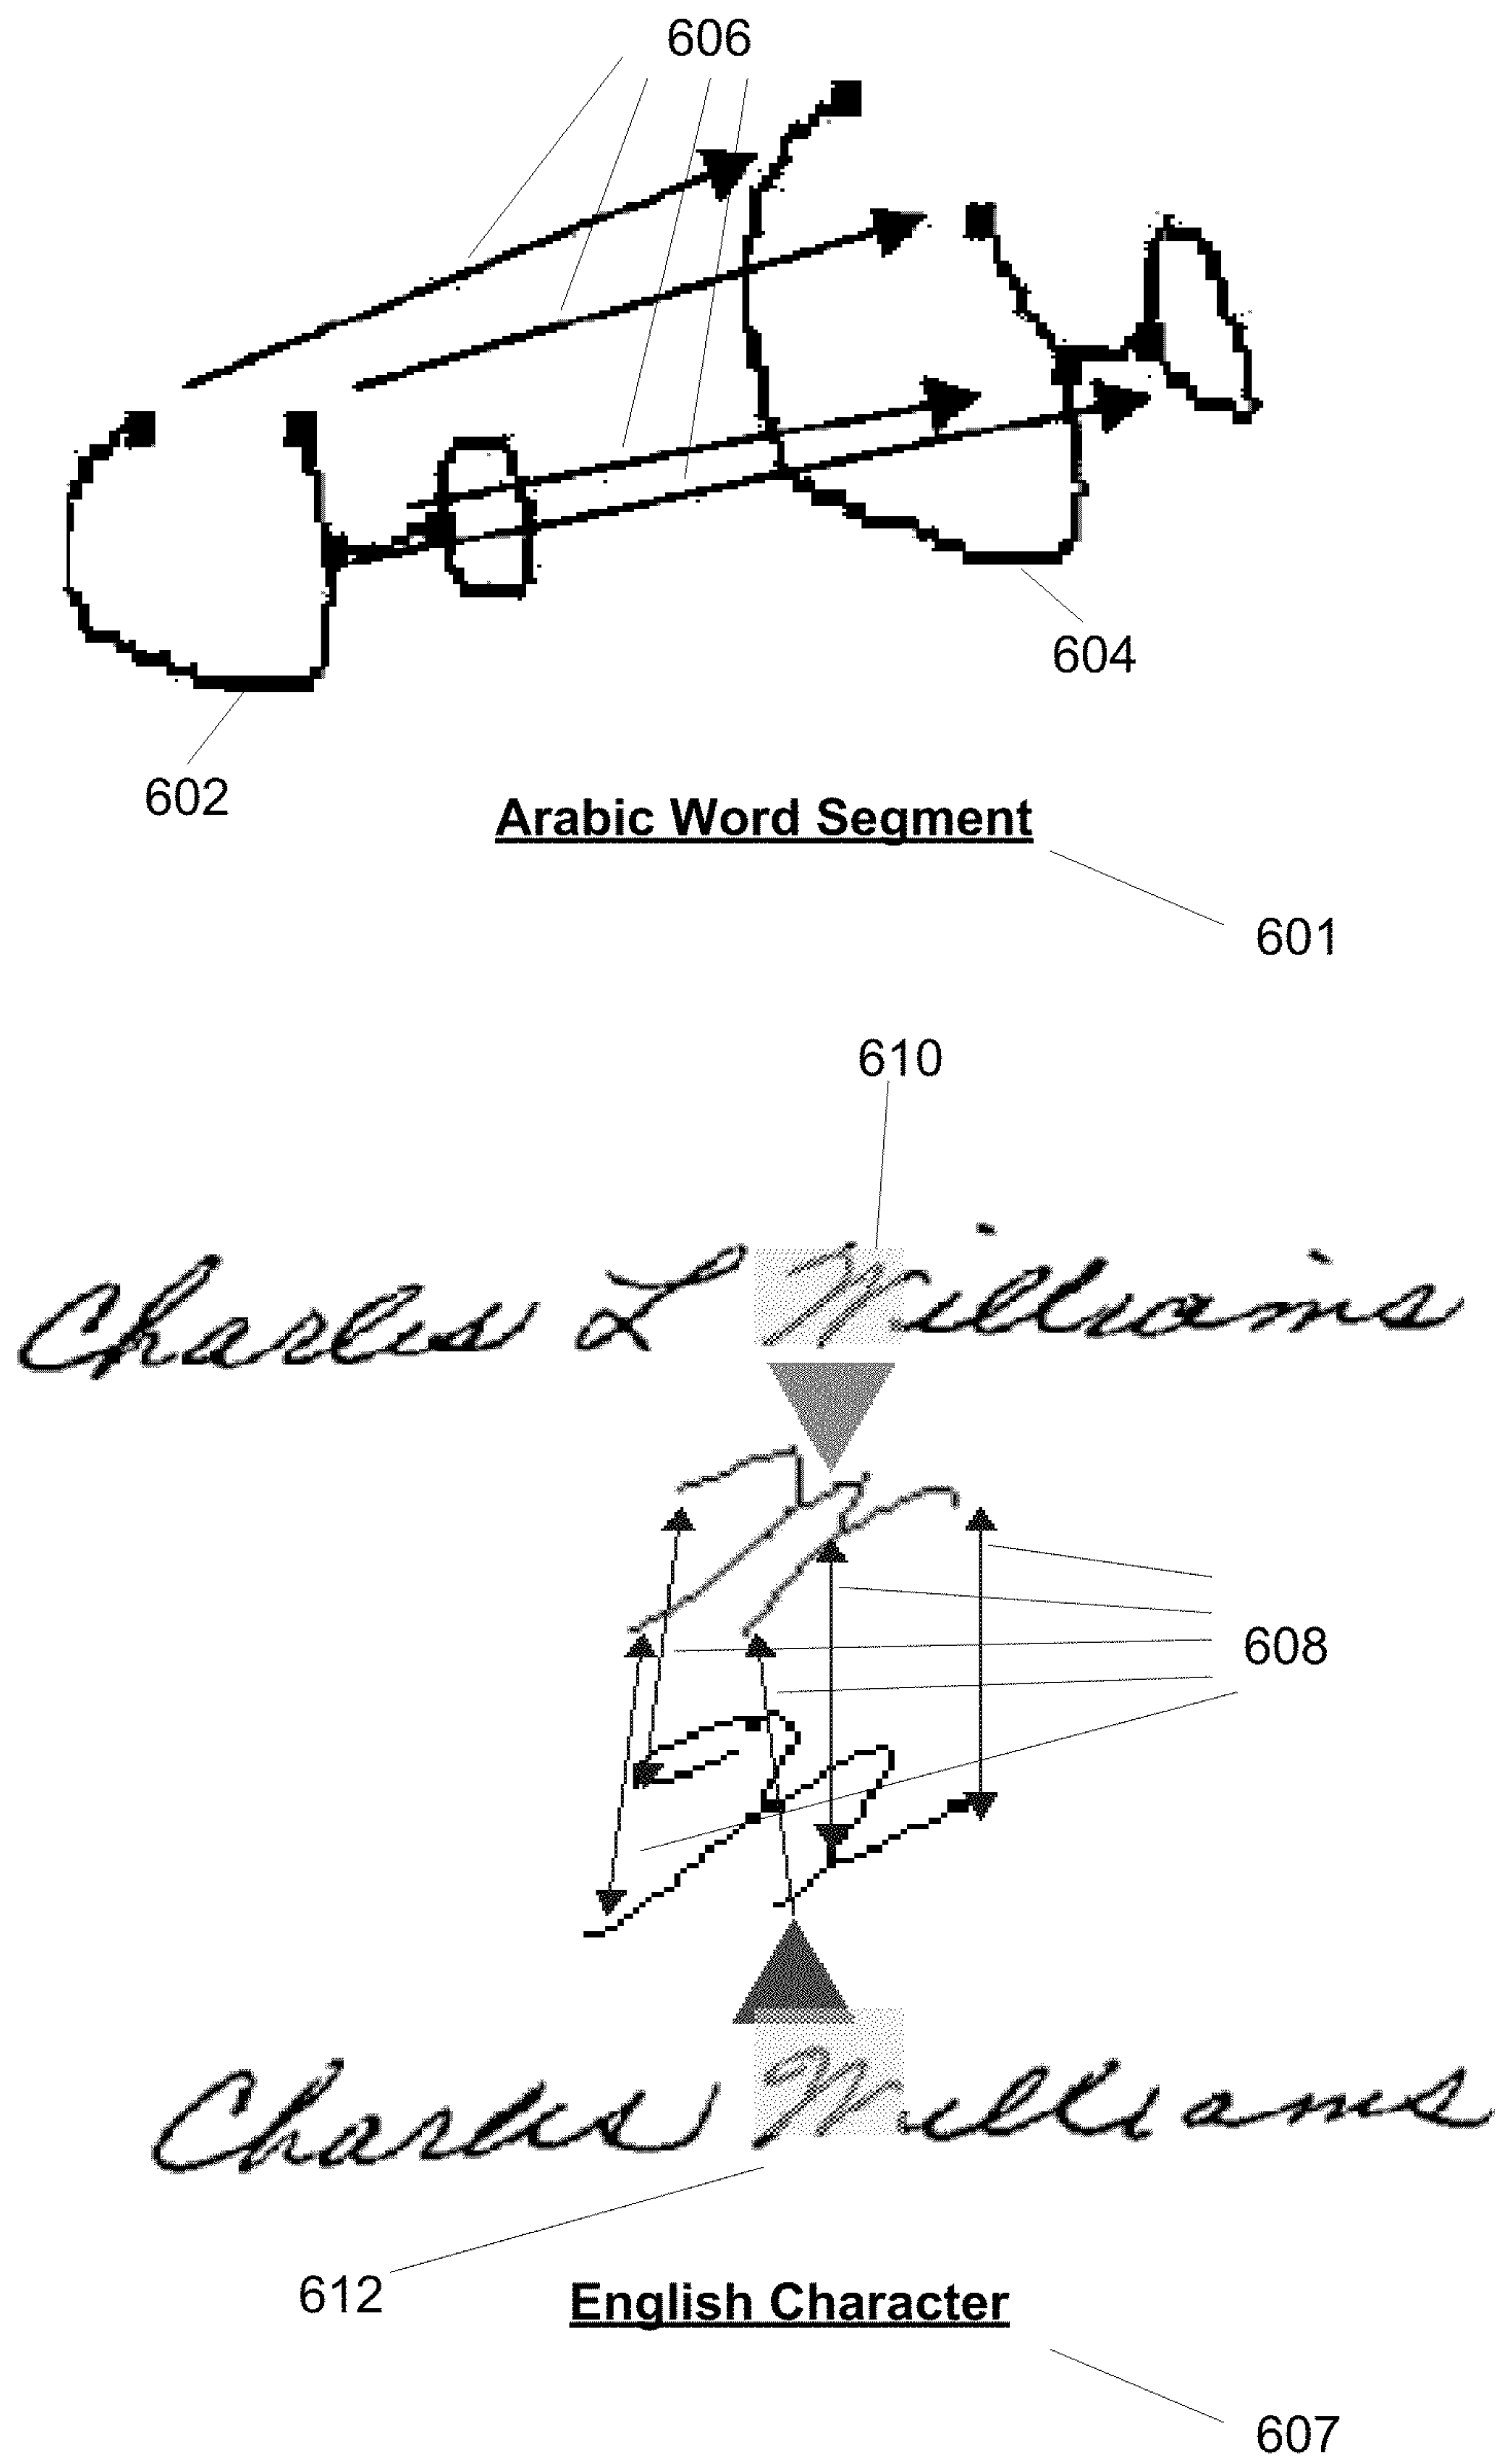 606
604
602
Arabic Word Segment
601
610
Charles L Williams
608
Charles Williams
612
English Character
607